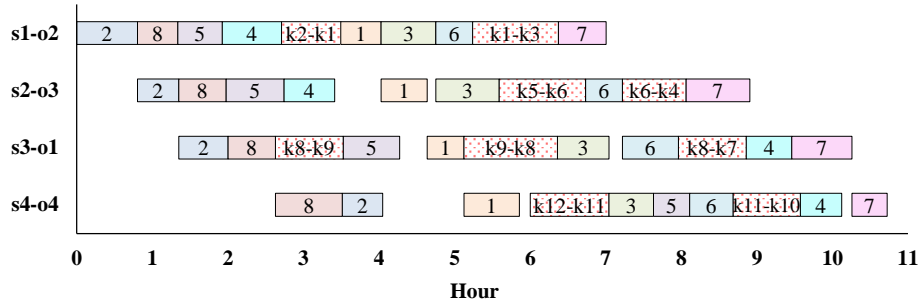 s1-o2 2 8 5 4 k2-k1 1 3 6 k1-k3 7
s2-o3 2 8 5 4 1 3 k5-k6 6 k6-k4 7
s3-o1 2 8 k8-k9 5 1 k9-k8 3 6 k8-k7 4 7
s4-o4 8 2 1 k12-k11 3 5 6 k11-k10 4 7
0 1 2 3 4 5 6 7 8 9 10 11
Hour